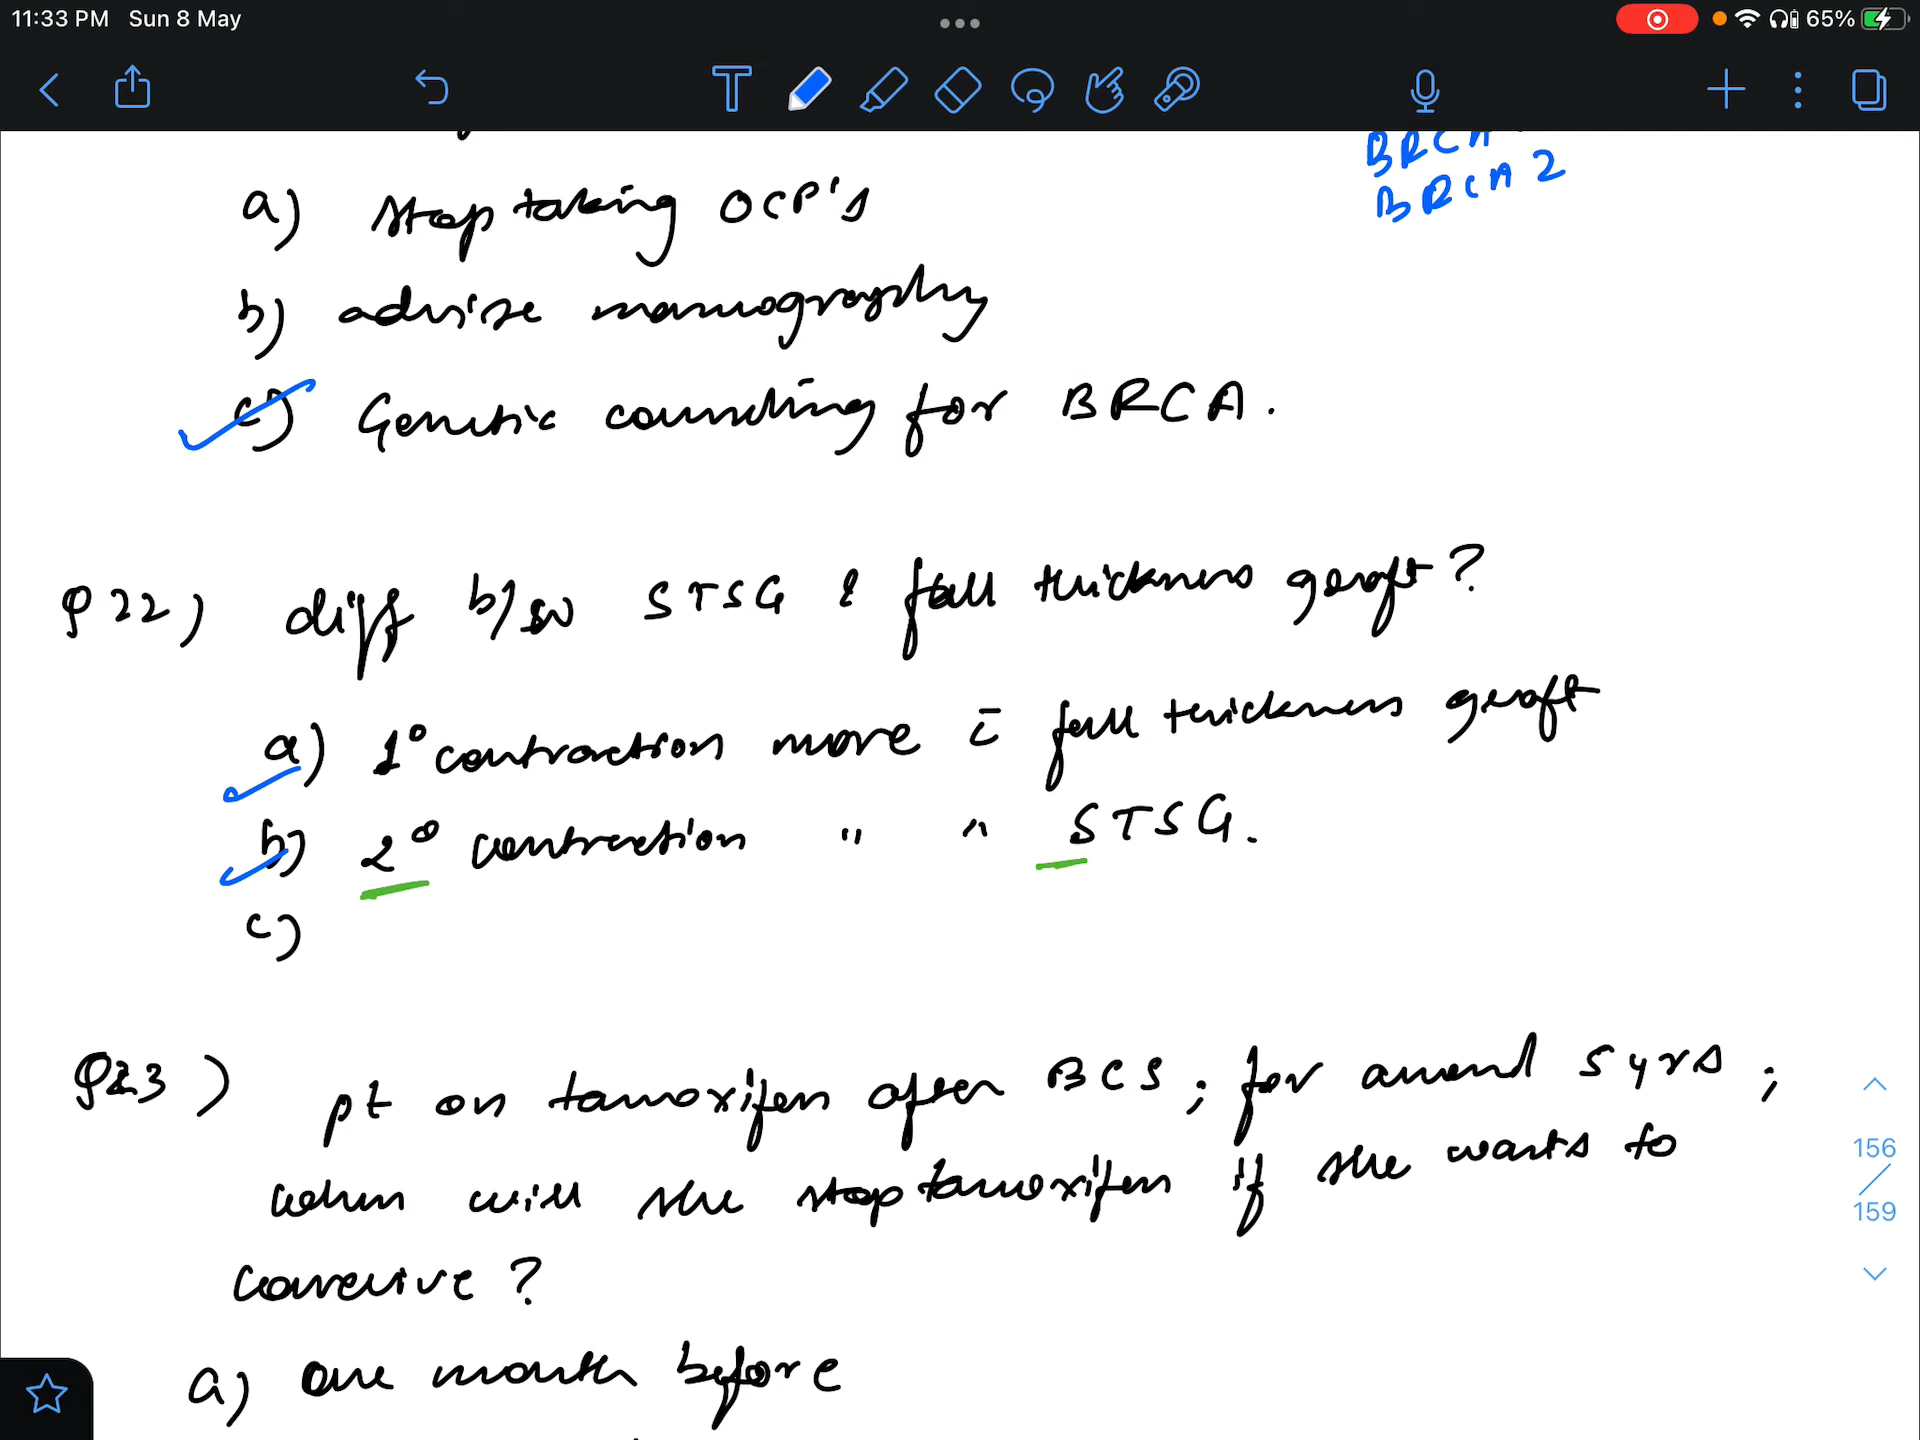 11:33 PM Sun 8 May
65%
BRCA
BRCA 2
a) Stop taking OCP's
b) advise mamography
c) Genetic counseling for BRCA.
Q22) diff b/w STSG & full thickness graft?
a) 1° contraction more c̄ full thickness graft
b) 2° contraction " " STSG.
c)
Q23) pt on tamoxifen after BCS; for around 5 yrs;
when will she stop tamoxifen if she wants to
conceive?
a) one month before
156
159